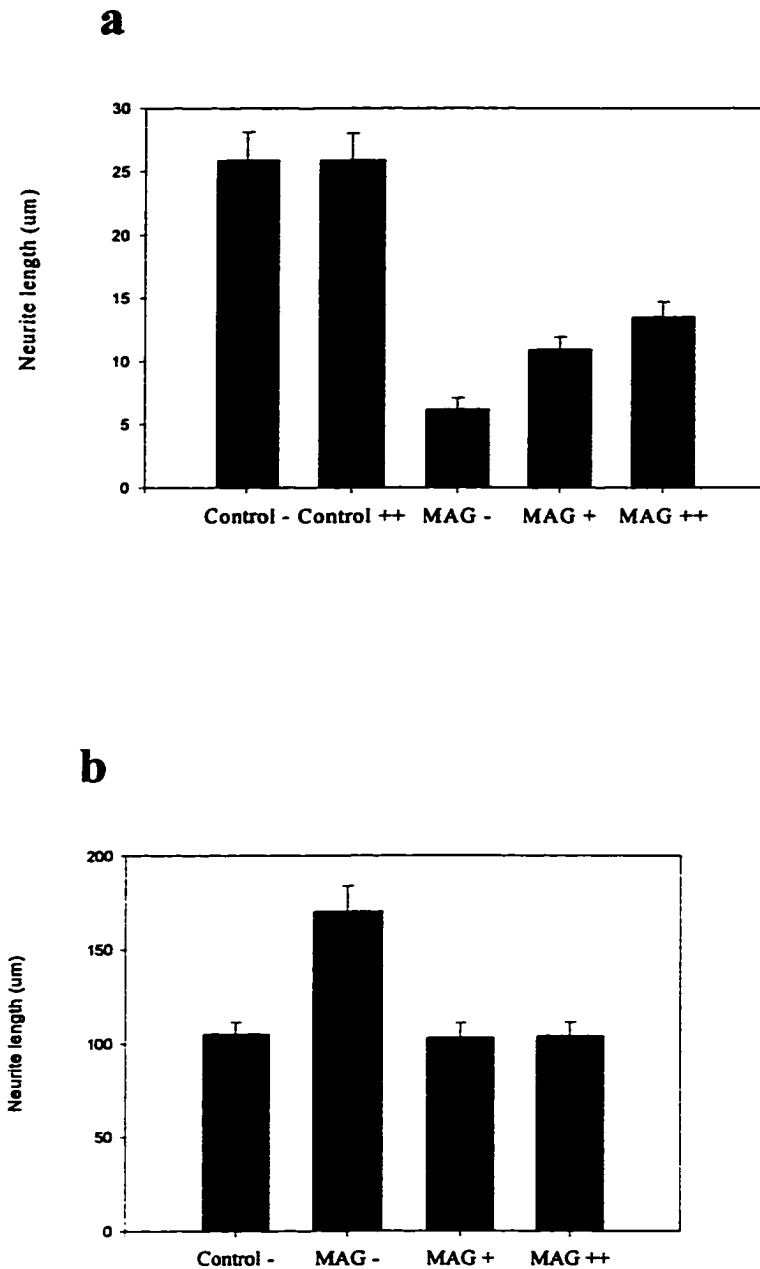 a
Neurite length (um)
30
25
20
15
10
5
0
Control - Control ++ MAG - MAG + MAG ++
b
Neurite length (um)
200
150
100
50
0
Control - MAG - MAG + MAG ++